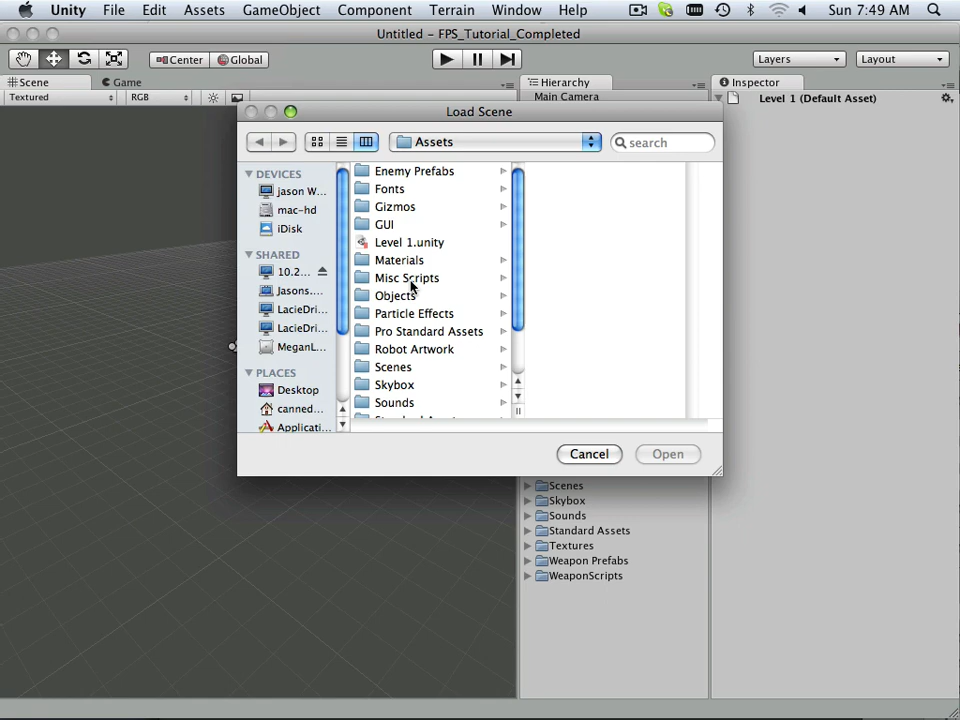 Unity File Edit Assets GameObject Component Terrain Window Help Sun 7:49 AM
Untitled - FPS_Tutorial_Completed
Center Global Layers Layout
Scene Game Hierarchy Inspector
Textured RGB Main Camera Level 1 (Default Asset)
Load Scene
Assets search
DEVICES
jason W...
mac-hd
iDisk
SHARED
10.2...
Jasons....
LacieDri...
LacieDri...
MeganL...
PLACES
Desktop
canned...
Applicati...
Enemy Prefabs
Fonts
Gizmos
GUI
Level 1.unity
Materials
Misc Scripts
Objects
Particle Effects
Pro Standard Assets
Robot Artwork
Scenes
Skybox
Sounds
Cancel Open
Scenes
Skybox
Sounds
Standard Assets
Textures
Weapon Prefabs
WeaponScripts